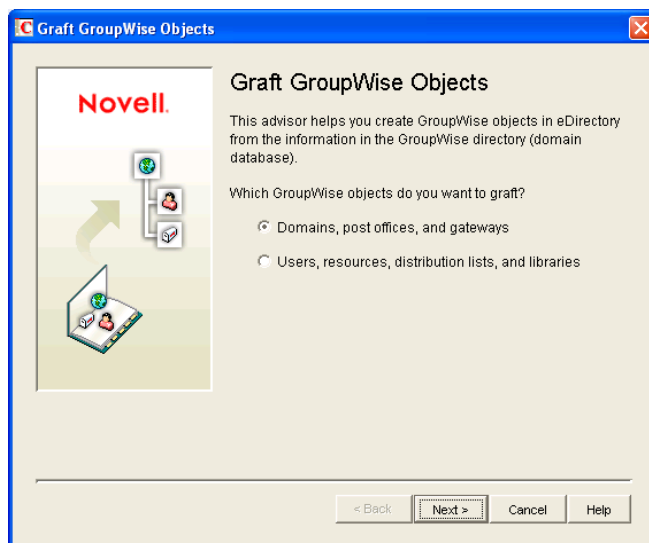 Graft GroupWise Objects
Novell.
Graft GroupWise Objects
This advisor helps you create GroupWise objects in eDirectory
from the information in the GroupWise directory (domain
database).
Which GroupWise objects do you want to graft?
Domains, post offices, and gateways
Users, resources, distribution lists, and libraries
< Back
Next >
Cancel
Help